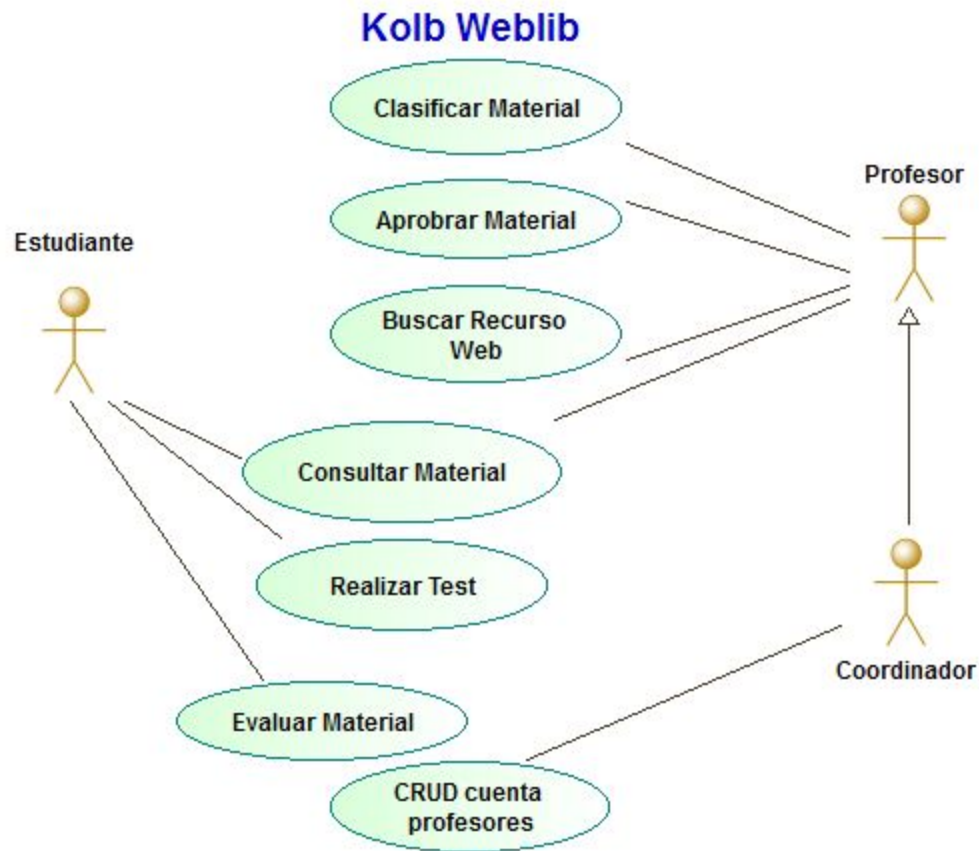 Kolb Weblib
Clasificar Material
Profesor
Aprobrar Material
Estudiante
Buscar Recurso
Web
Consultar Material
Realizar Test
Coordinador
Evaluar Material
CRUD cuenta
profesores